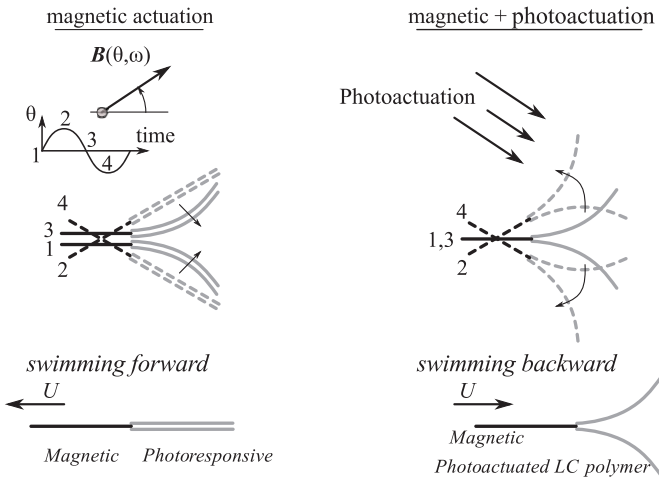 magnetic actuation
B(θ,ω)
θ
2
3
time
1
4
4
3
1
2
swimming forward
U
Magnetic Photoresponsive
magnetic + photoactuation
Photoactuation
4
1,3
2
swimming backward
U
Magnetic
Photoactuated LC polymer